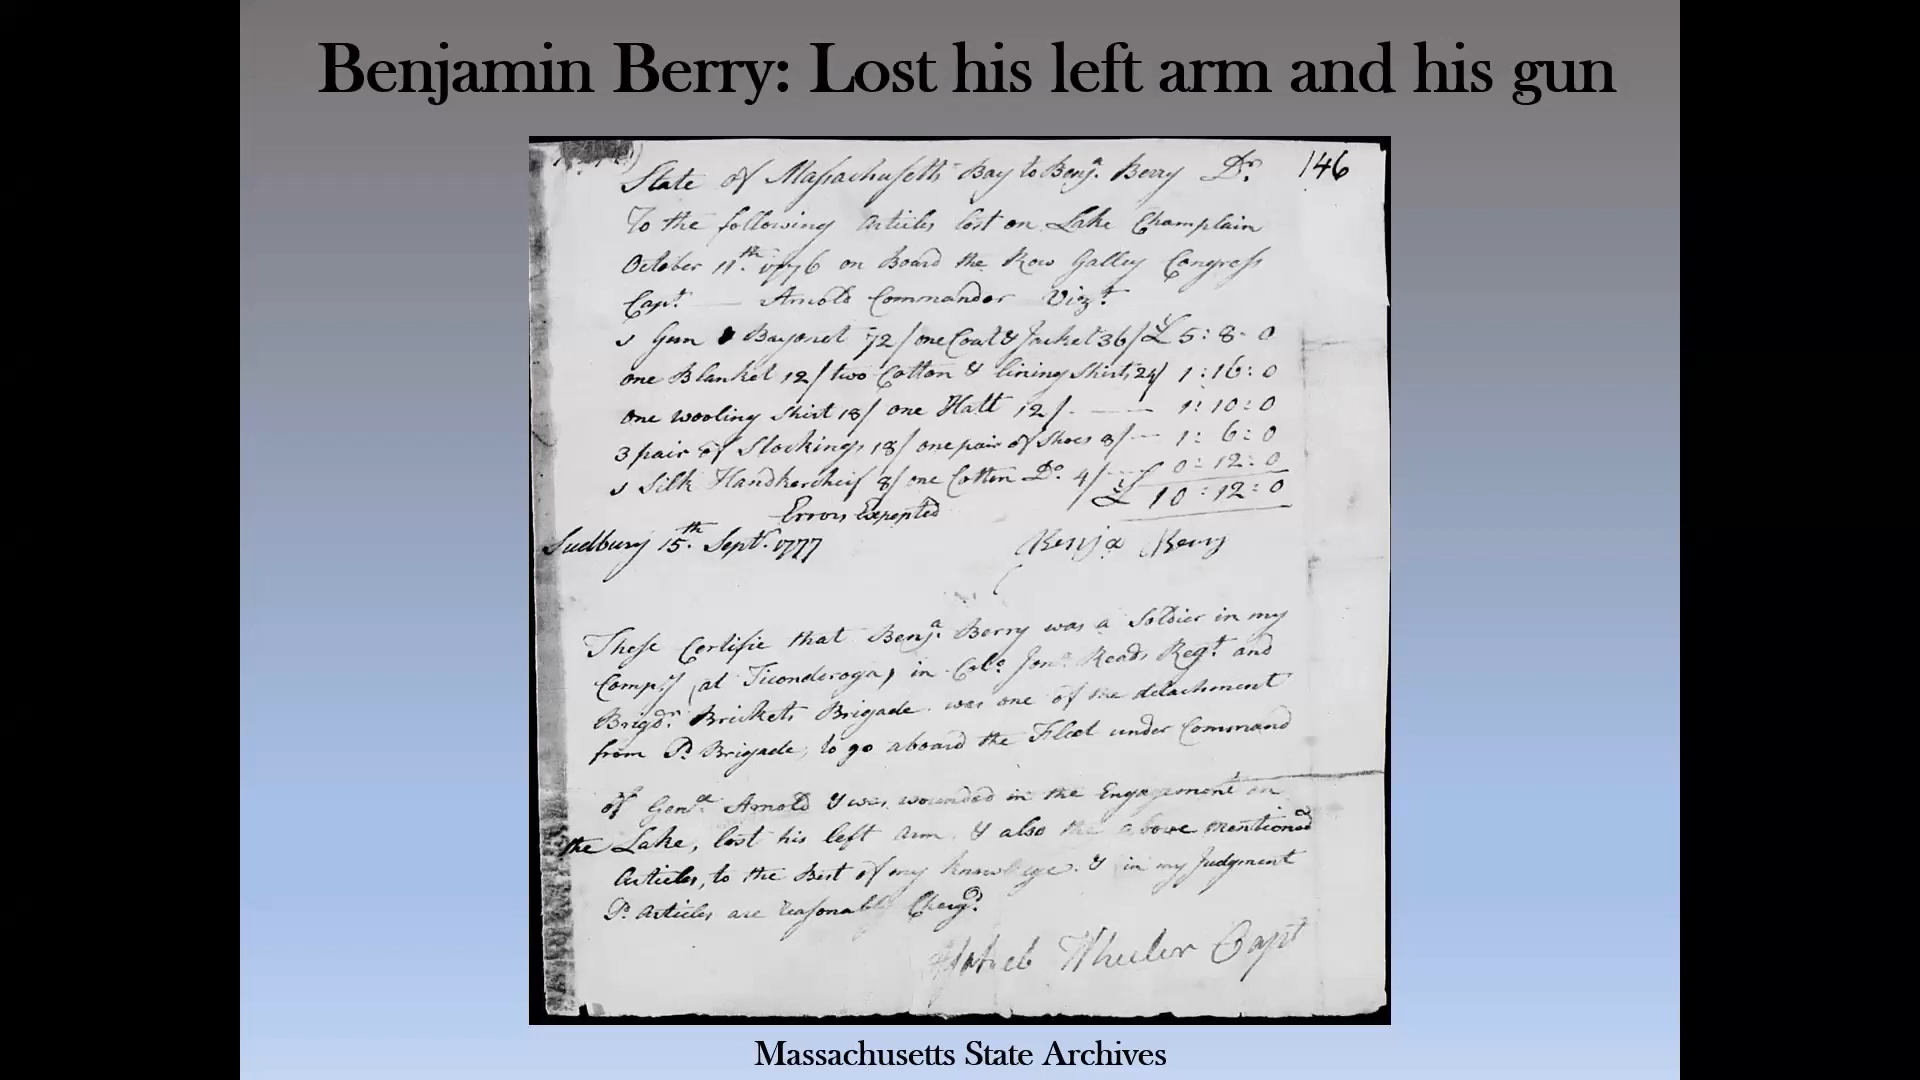 Benjamin Berry: Lost his left arm and his gun
146
State of Massachusetts Bay to Benja. Berry Dr.
To the following Articles lost on Lake Champlain
October 11th. 1776 on Board the Row Galley Congress
Capt. — Arnold Commander Vizt.
1 Gun & Bayonet 72/ one Coat & Jacket 36/ £ 5 : 8 - 0
one Blanket 12/ two Cotton & lining Shirts 24/ 1 : 16 : 0
one wooling Shirt 18/ one Hatt 12/. — — 1 : 10 : 0
3 pair of Stockings 18/ one pair of Shoes 8/ -- 1 : 6 : 0
1 Silk Handkercheif 8/ one Cotton Do. 4/ --- 0 : 12 : 0
£ 10 : 12 : 0
Errors Expepted
Sudbury 15th. Sept. 1777
Benja Berry
These Certifie that Benja. Berry was a Soldier in my
Compy, at Ticonderoga, in Colo. Jona. Reads Regt. and
Brigdr. Bricketts Brigade was one of the detachment
from Sd. Brigade, to go aboard the Fleet under Command
of Genll. Arnold & was wounded in the Engagement on
the Lake, lost his left Arm & also the above mentioned
Articles, to the Best of my knowledge. & in my Judgment
Sd. Articles are reasonably Chargd.
Wheeler Capt
Massachusetts State Archives